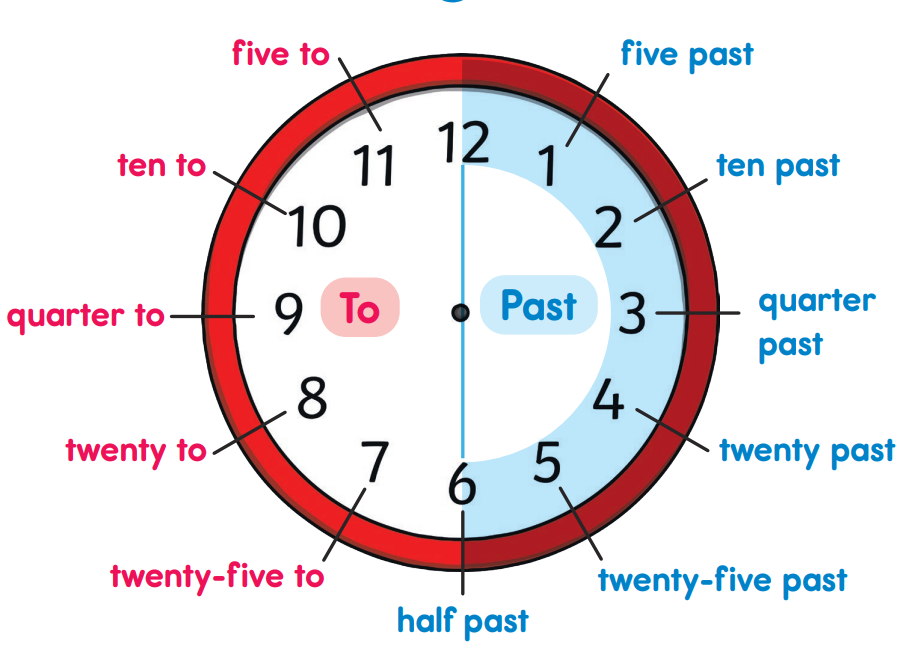 five to
five past
ten to
ten past
11
12
1
10
2
quarter to
9
To
Past
3
quarter
past
8
4
twenty to
twenty past
7
6
5
twenty-five to
twenty-five past
half past